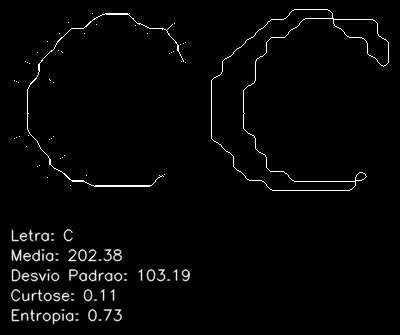 Letra: C
Media: 202.38
Desvio Padrao: 103.19
Curtose: 0.11
Entropia: 0.73